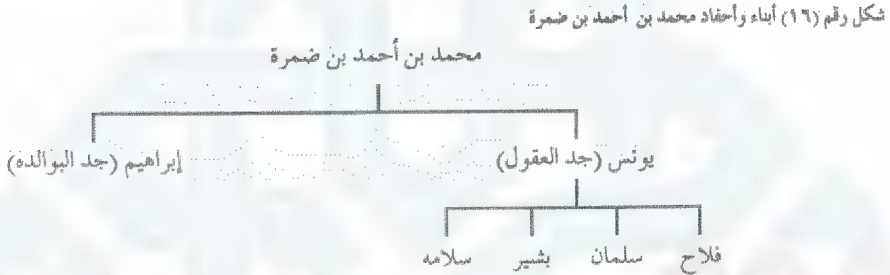 شكل رقم (١٦) أبناء وأحفاد محمد بن أحمد بن ضمرة
محمد بن أحمد بن ضمرة
يونس (جد العقول) إبراهيم (جد البوالده)
فلاح سلمان بشير سلامه